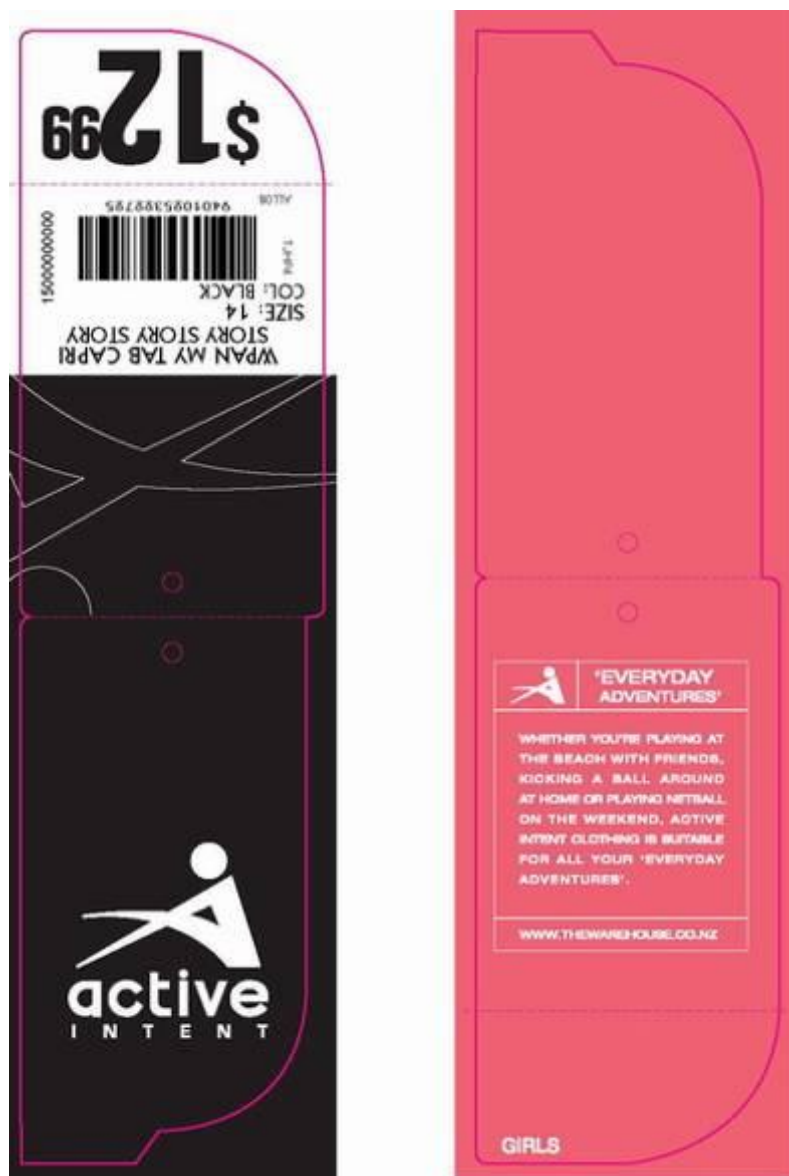 WPAN MY TAB CAPRI
STORY STORY STORY
SIZE: 14
COL: BLACK
15000000000
$12 99
active
INTENT
'EVERYDAY
ADVENTURES'
WHETHER YOU'RE PLAYING AT
THE BEACH WITH FRIENDS,
KICKING A BALL AROUND
AT HOME OR PLAYING NETBALL
ON THE WEEKEND, ACTIVE
INTENT CLOTHING IS SUITABLE
FOR ALL YOUR 'EVERYDAY
ADVENTURES'.
WWW.THEWAREHOUSE.CO.NZ
GIRLS